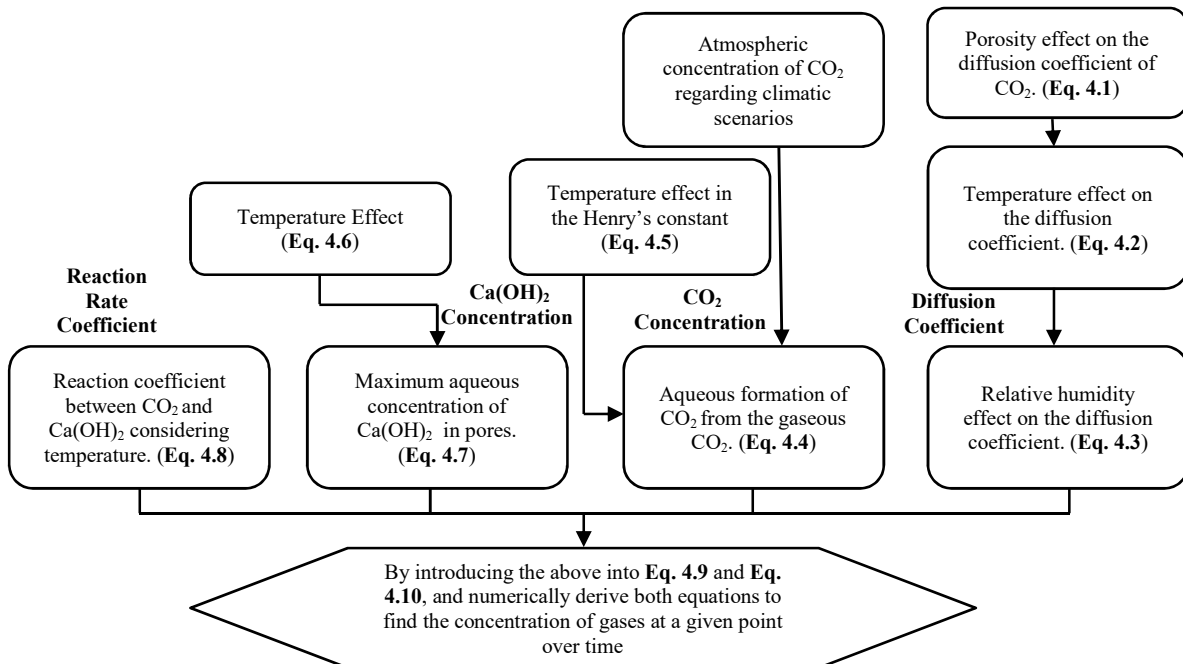 Atmospheric
concentration of CO₂
regarding climatic
scenarios
Porosity effect on the
diffusion coefficient of
CO₂. (Eq. 4.1)
Temperature Effect
(Eq. 4.6)
Temperature effect in
the Henry's constant
(Eq. 4.5)
Temperature effect on
the diffusion
coefficient. (Eq. 4.2)
Reaction
Rate
Coefficient
Ca(OH)₂
Concentration
CO₂
Concentration
Diffusion
Coefficient
Reaction coefficient
between CO₂ and
Ca(OH)₂ considering
temperature. (Eq. 4.8)
Maximum aqueous
concentration of
Ca(OH)₂ in pores.
(Eq. 4.7)
Aqueous formation of
CO₂ from the gaseous
CO₂. (Eq. 4.4)
Relative humidity
effect on the diffusion
coefficient. (Eq. 4.3)
By introducing the above into Eq. 4.9 and Eq.
4.10, and numerically derive both equations to
find the concentration of gases at a given point
over time